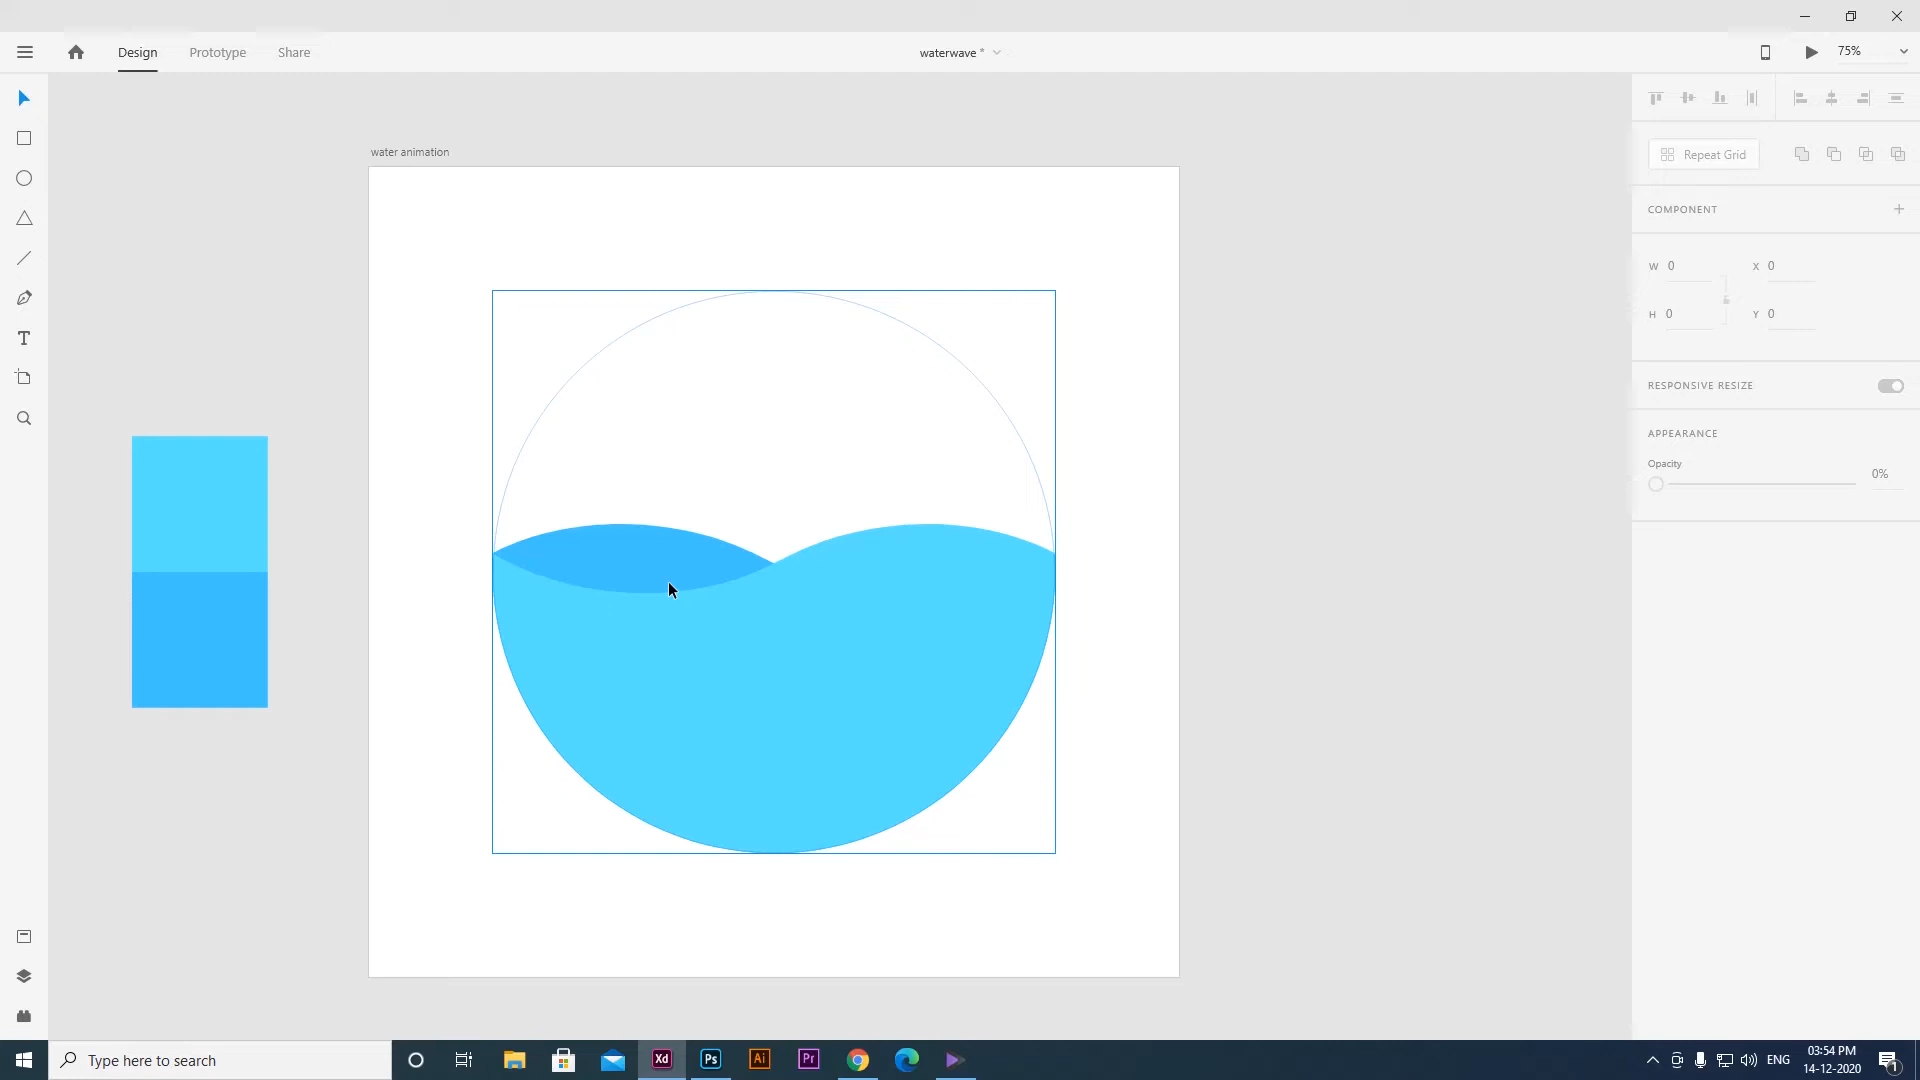 Design
Prototype
Share
waterwave *
75%
water animation
Repeat Grid
COMPONENT +
W 0
X 0
H 0
Y 0
RESPONSIVE RESIZE
APPEARANCE
Opacity
0%
T
Type here to search
Xd
Ps
Ai
Pr
ENG
03:54 PM
14-12-2020
1